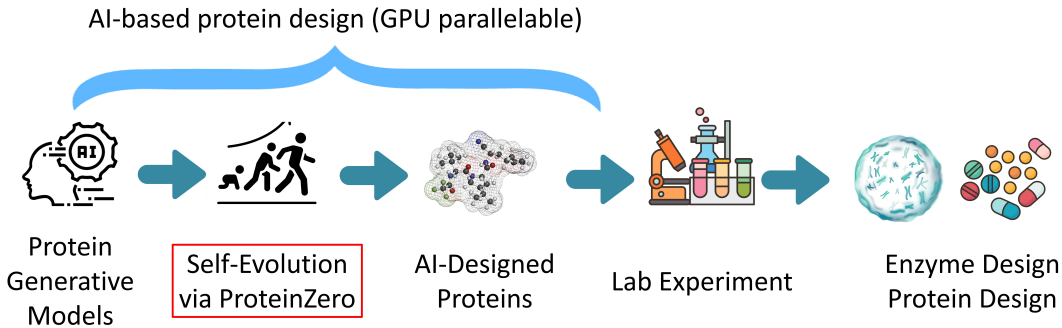 AI-based protein design (GPU parallelable)
AI
Protein
Generative
Models
Self-Evolution
via ProteinZero
AI-Designed
Proteins
Lab Experiment
Enzyme Design
Protein Design